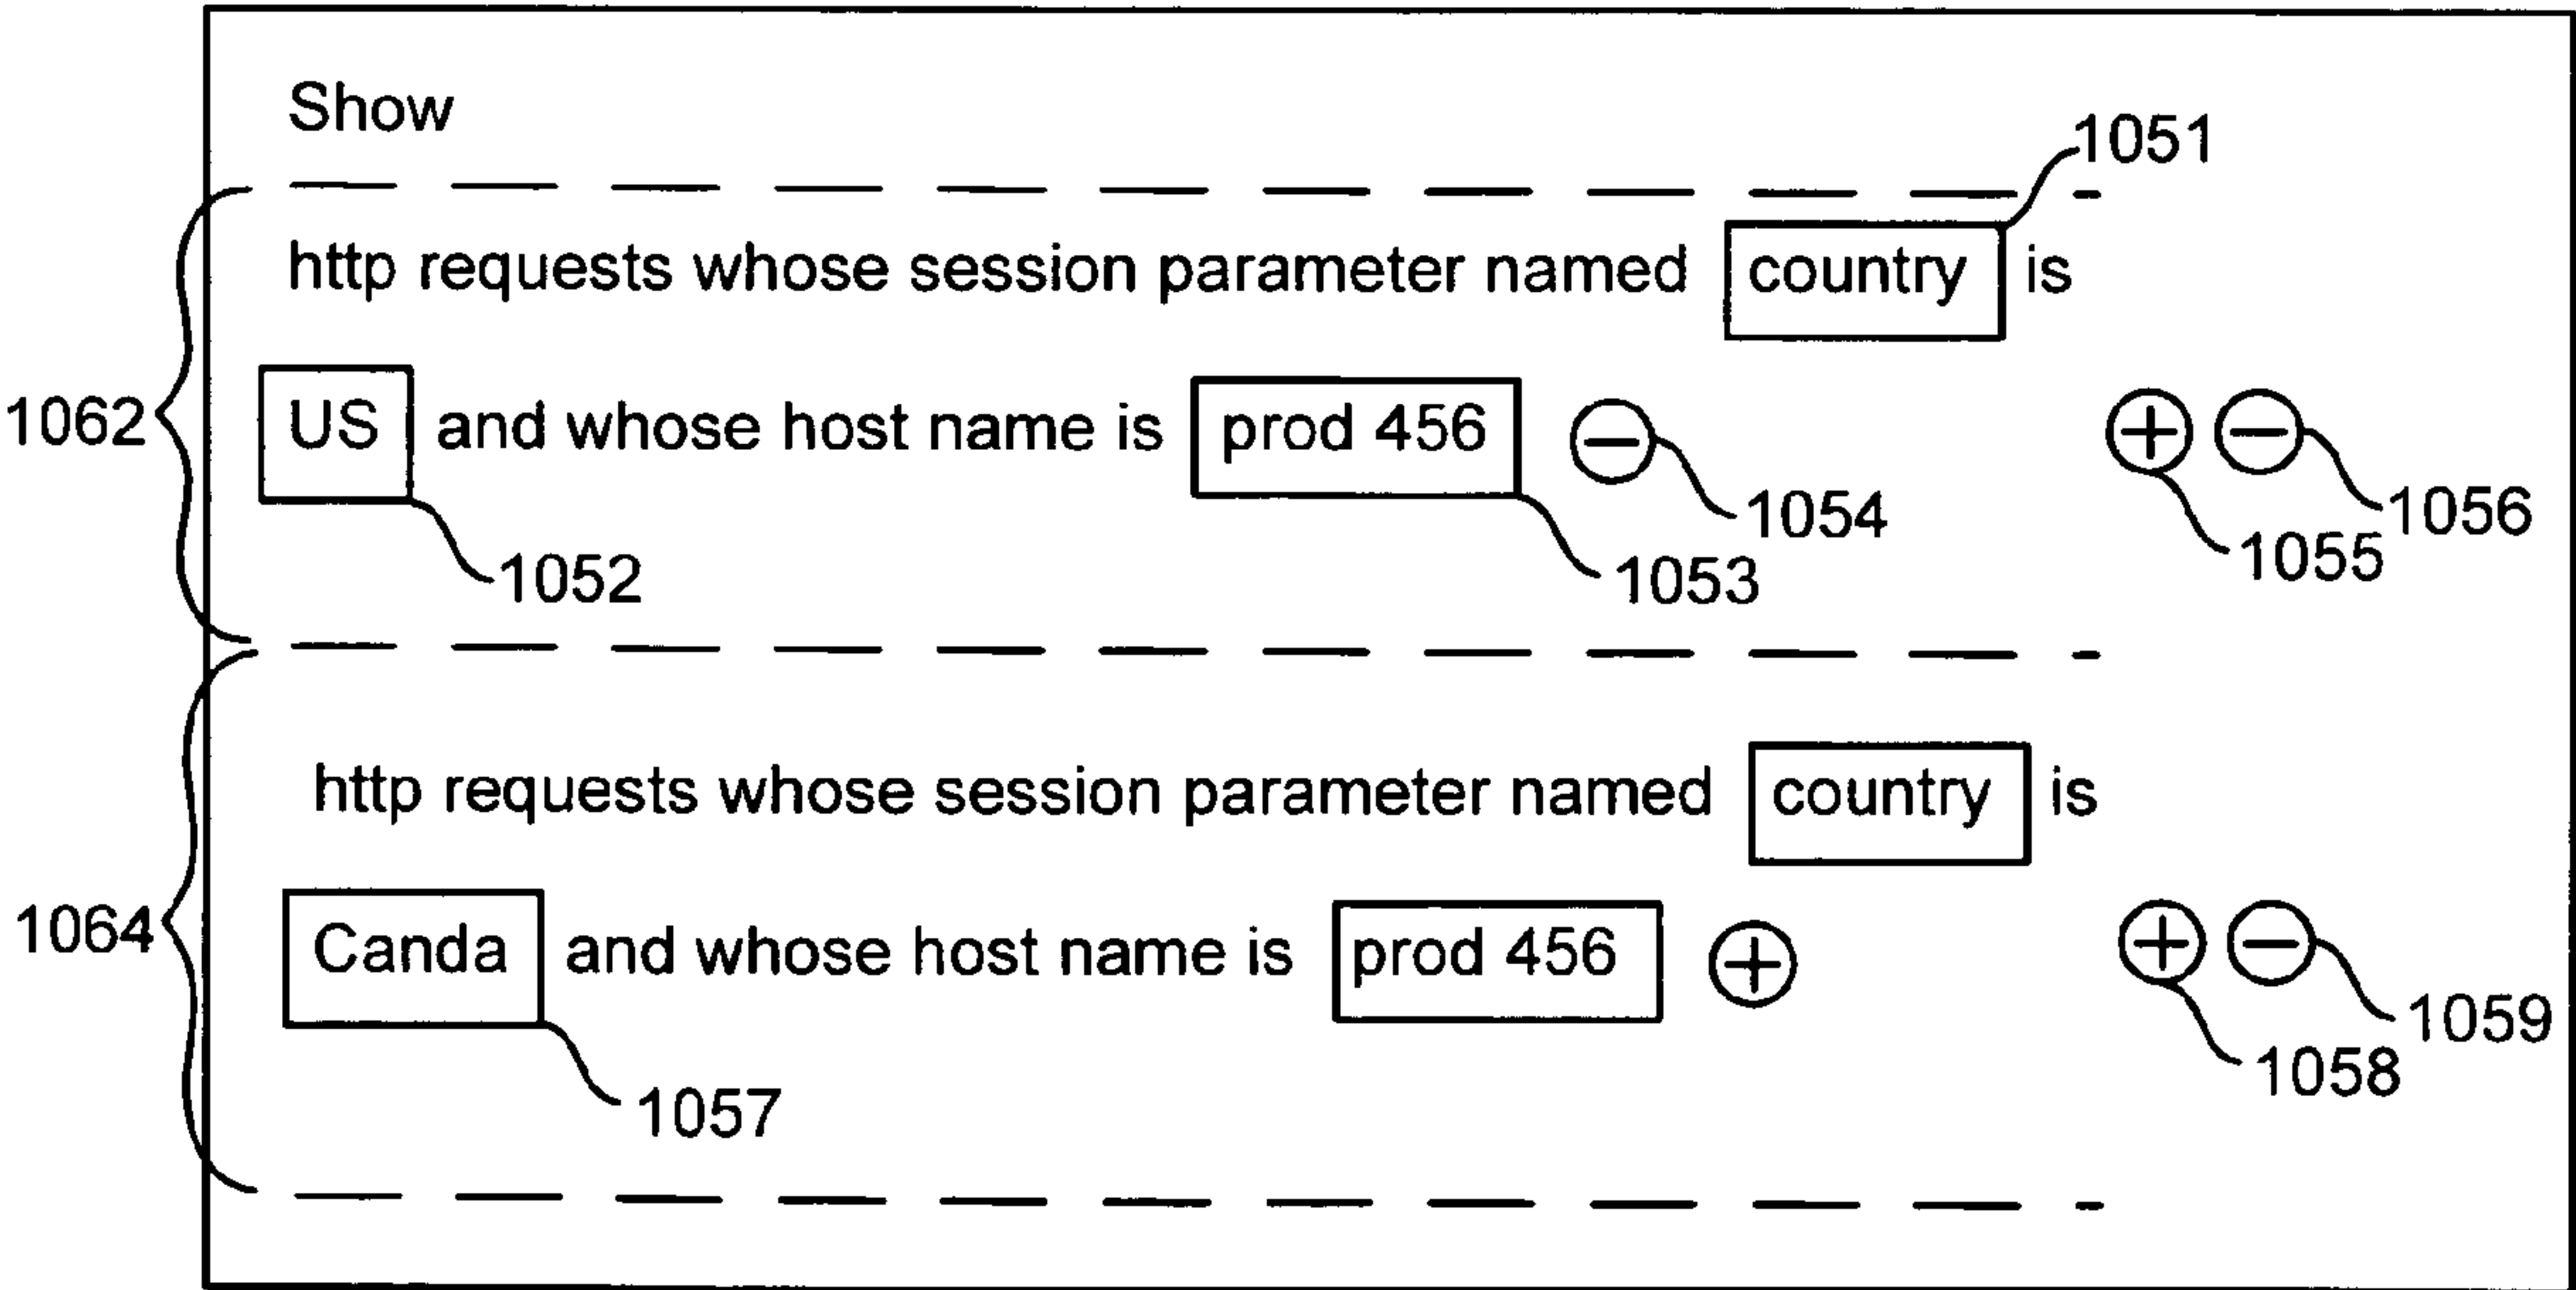 Show
1051
http requests whose session parameter named country is
1062 US and whose host name is prod 456 − + −
1054 1056
1052 1053 1055
http requests whose session parameter named country is
1064 Canda and whose host name is prod 456 + + −
1059
1057 1058